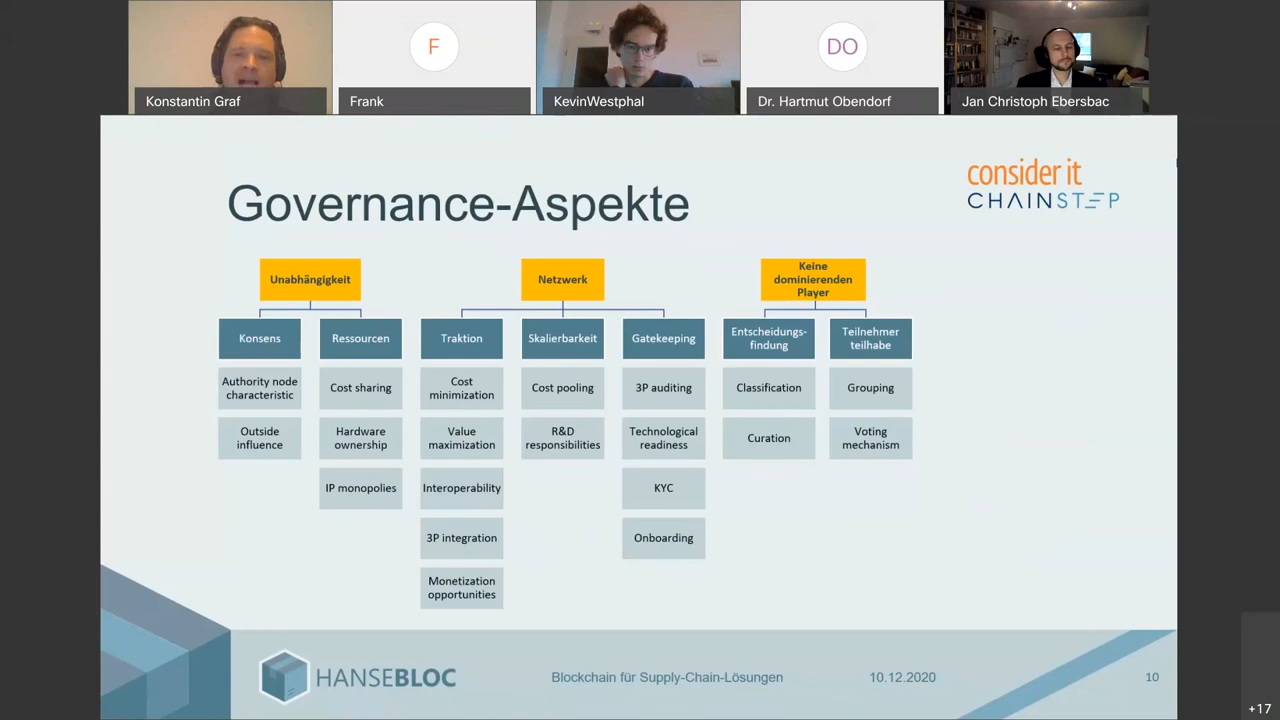 F
DO
Konstantin Graf
Frank
KevinWestphal
Dr. Hartmut Obendorf
Jan Christoph Ebersbac
consider it
CHAINSTEP
Governance-Aspekte
Unabhängigkeit
Netzwerk
Keine
dominierenden
Player
Konsens
Ressourcen
Traktion
Skalierbarkeit
Gatekeeping
Entscheidungs-
findung
Teilnehmer
teilhabe
Authority node
characteristic
Cost sharing
Cost
minimization
Cost pooling
3P auditing
Classification
Grouping
Outside
influence
Hardware
ownership
Value
maximization
R&D
responsibilities
Technological
readiness
Curation
Voting
mechanism
IP monopolies
Interoperability
KYC
3P integration
Onboarding
Monetization
opportunities
HANSEBLOC
Blockchain für Supply-Chain-Lösungen
10.12.2020
10
+17